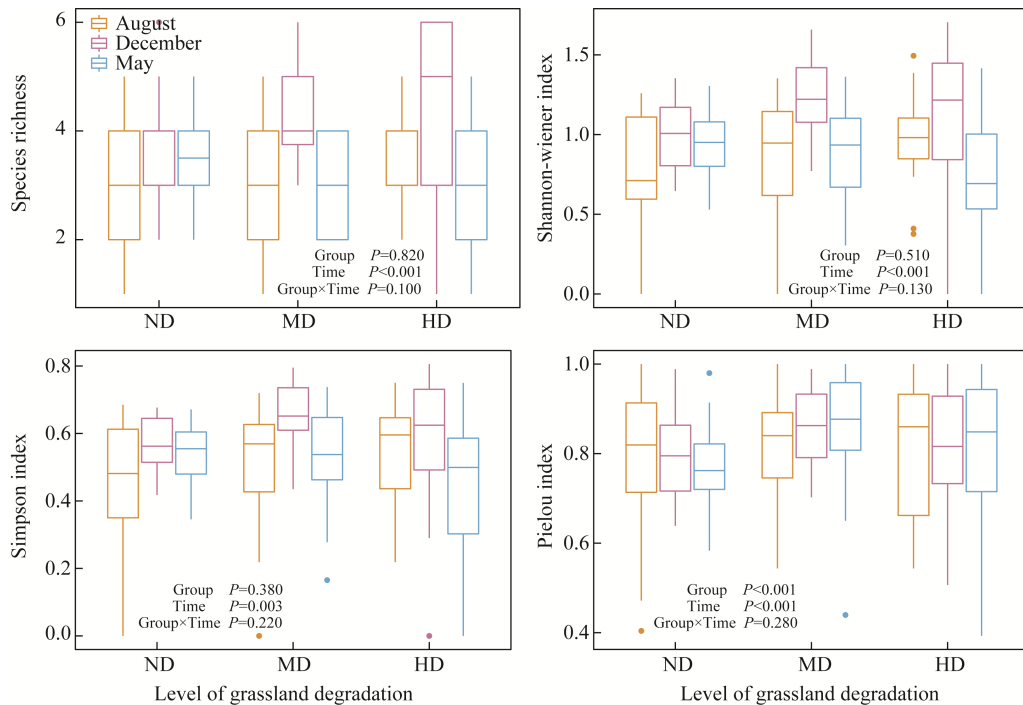 6
August
December
May
4
2
Species richness
Group P=0.820
Time P<0.001
Group×Time P=0.100
ND MD HD
1.5
1.0
0.5
0.0
Shannon-wiener index
Group P=0.510
Time P<0.001
Group×Time P=0.130
ND MD HD
0.8
0.6
0.4
0.2
0.0
Simpson index
Group P=0.380
Time P=0.003
Group×Time P=0.220
ND MD HD
Level of grassland degradation
1.0
0.8
0.6
0.4
Pielou index
Group P<0.001
Time P<0.001
Group×Time P=0.280
ND MD HD
Level of grassland degradation